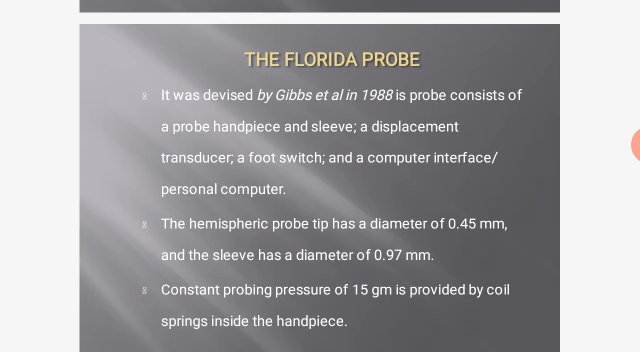 THE FLORIDA PROBE
It was devised by Gibbs et al in 1988 is probe consists of
a probe handpiece and sleeve; a displacement
transducer; a foot switch; and a computer interface/
personal computer.
The hemispheric probe tip has a diameter of 0.45 mm,
and the sleeve has a diameter of 0.97 mm.
Constant probing pressure of 15 gm is provided by coil
springs inside the handpiece.